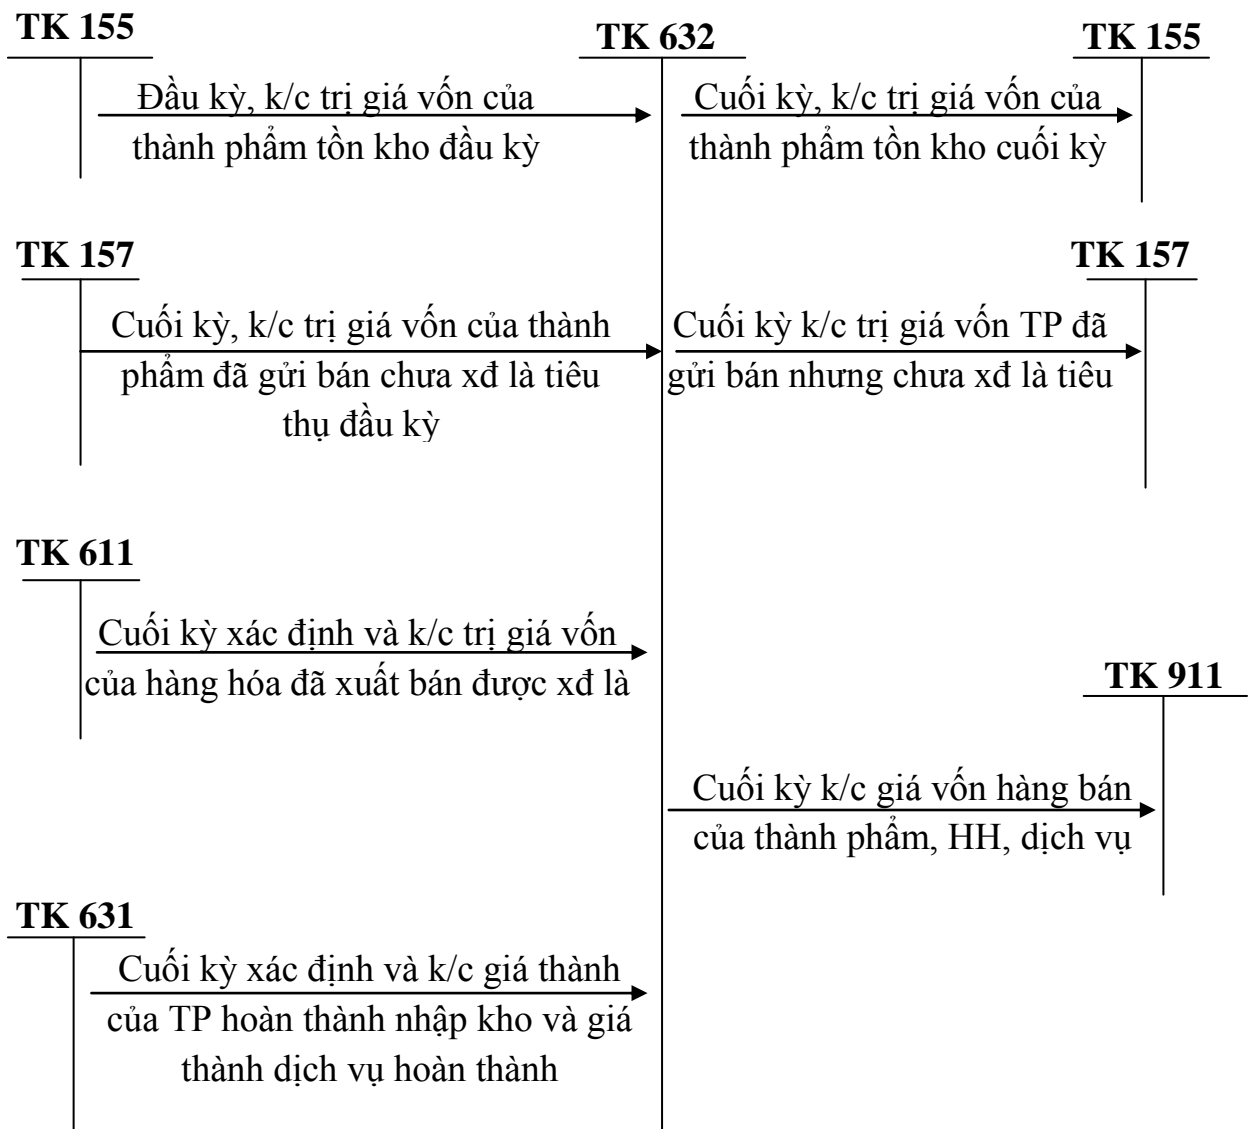 TK 155
TK 632
TK 155
Đầu kỳ, k/c trị giá vốn của
thành phẩm tồn kho đầu kỳ
Cuối kỳ, k/c trị giá vốn của
thành phẩm tồn kho cuối kỳ
TK 157
TK 157
Cuối kỳ, k/c trị giá vốn của thành
phẩm đã gửi bán chưa xđ là tiêu
thụ đầu kỳ
Cuối kỳ k/c trị giá vốn TP đã
gửi bán nhưng chưa xđ là tiêu
TK 611
Cuối kỳ xác định và k/c trị giá vốn
của hàng hóa đã xuất bán được xđ là
TK 911
Cuối kỳ k/c giá vốn hàng bán
của thành phẩm, HH, dịch vụ
TK 631
Cuối kỳ xác định và k/c giá thành
của TP hoàn thành nhập kho và giá
thành dịch vụ hoàn thành